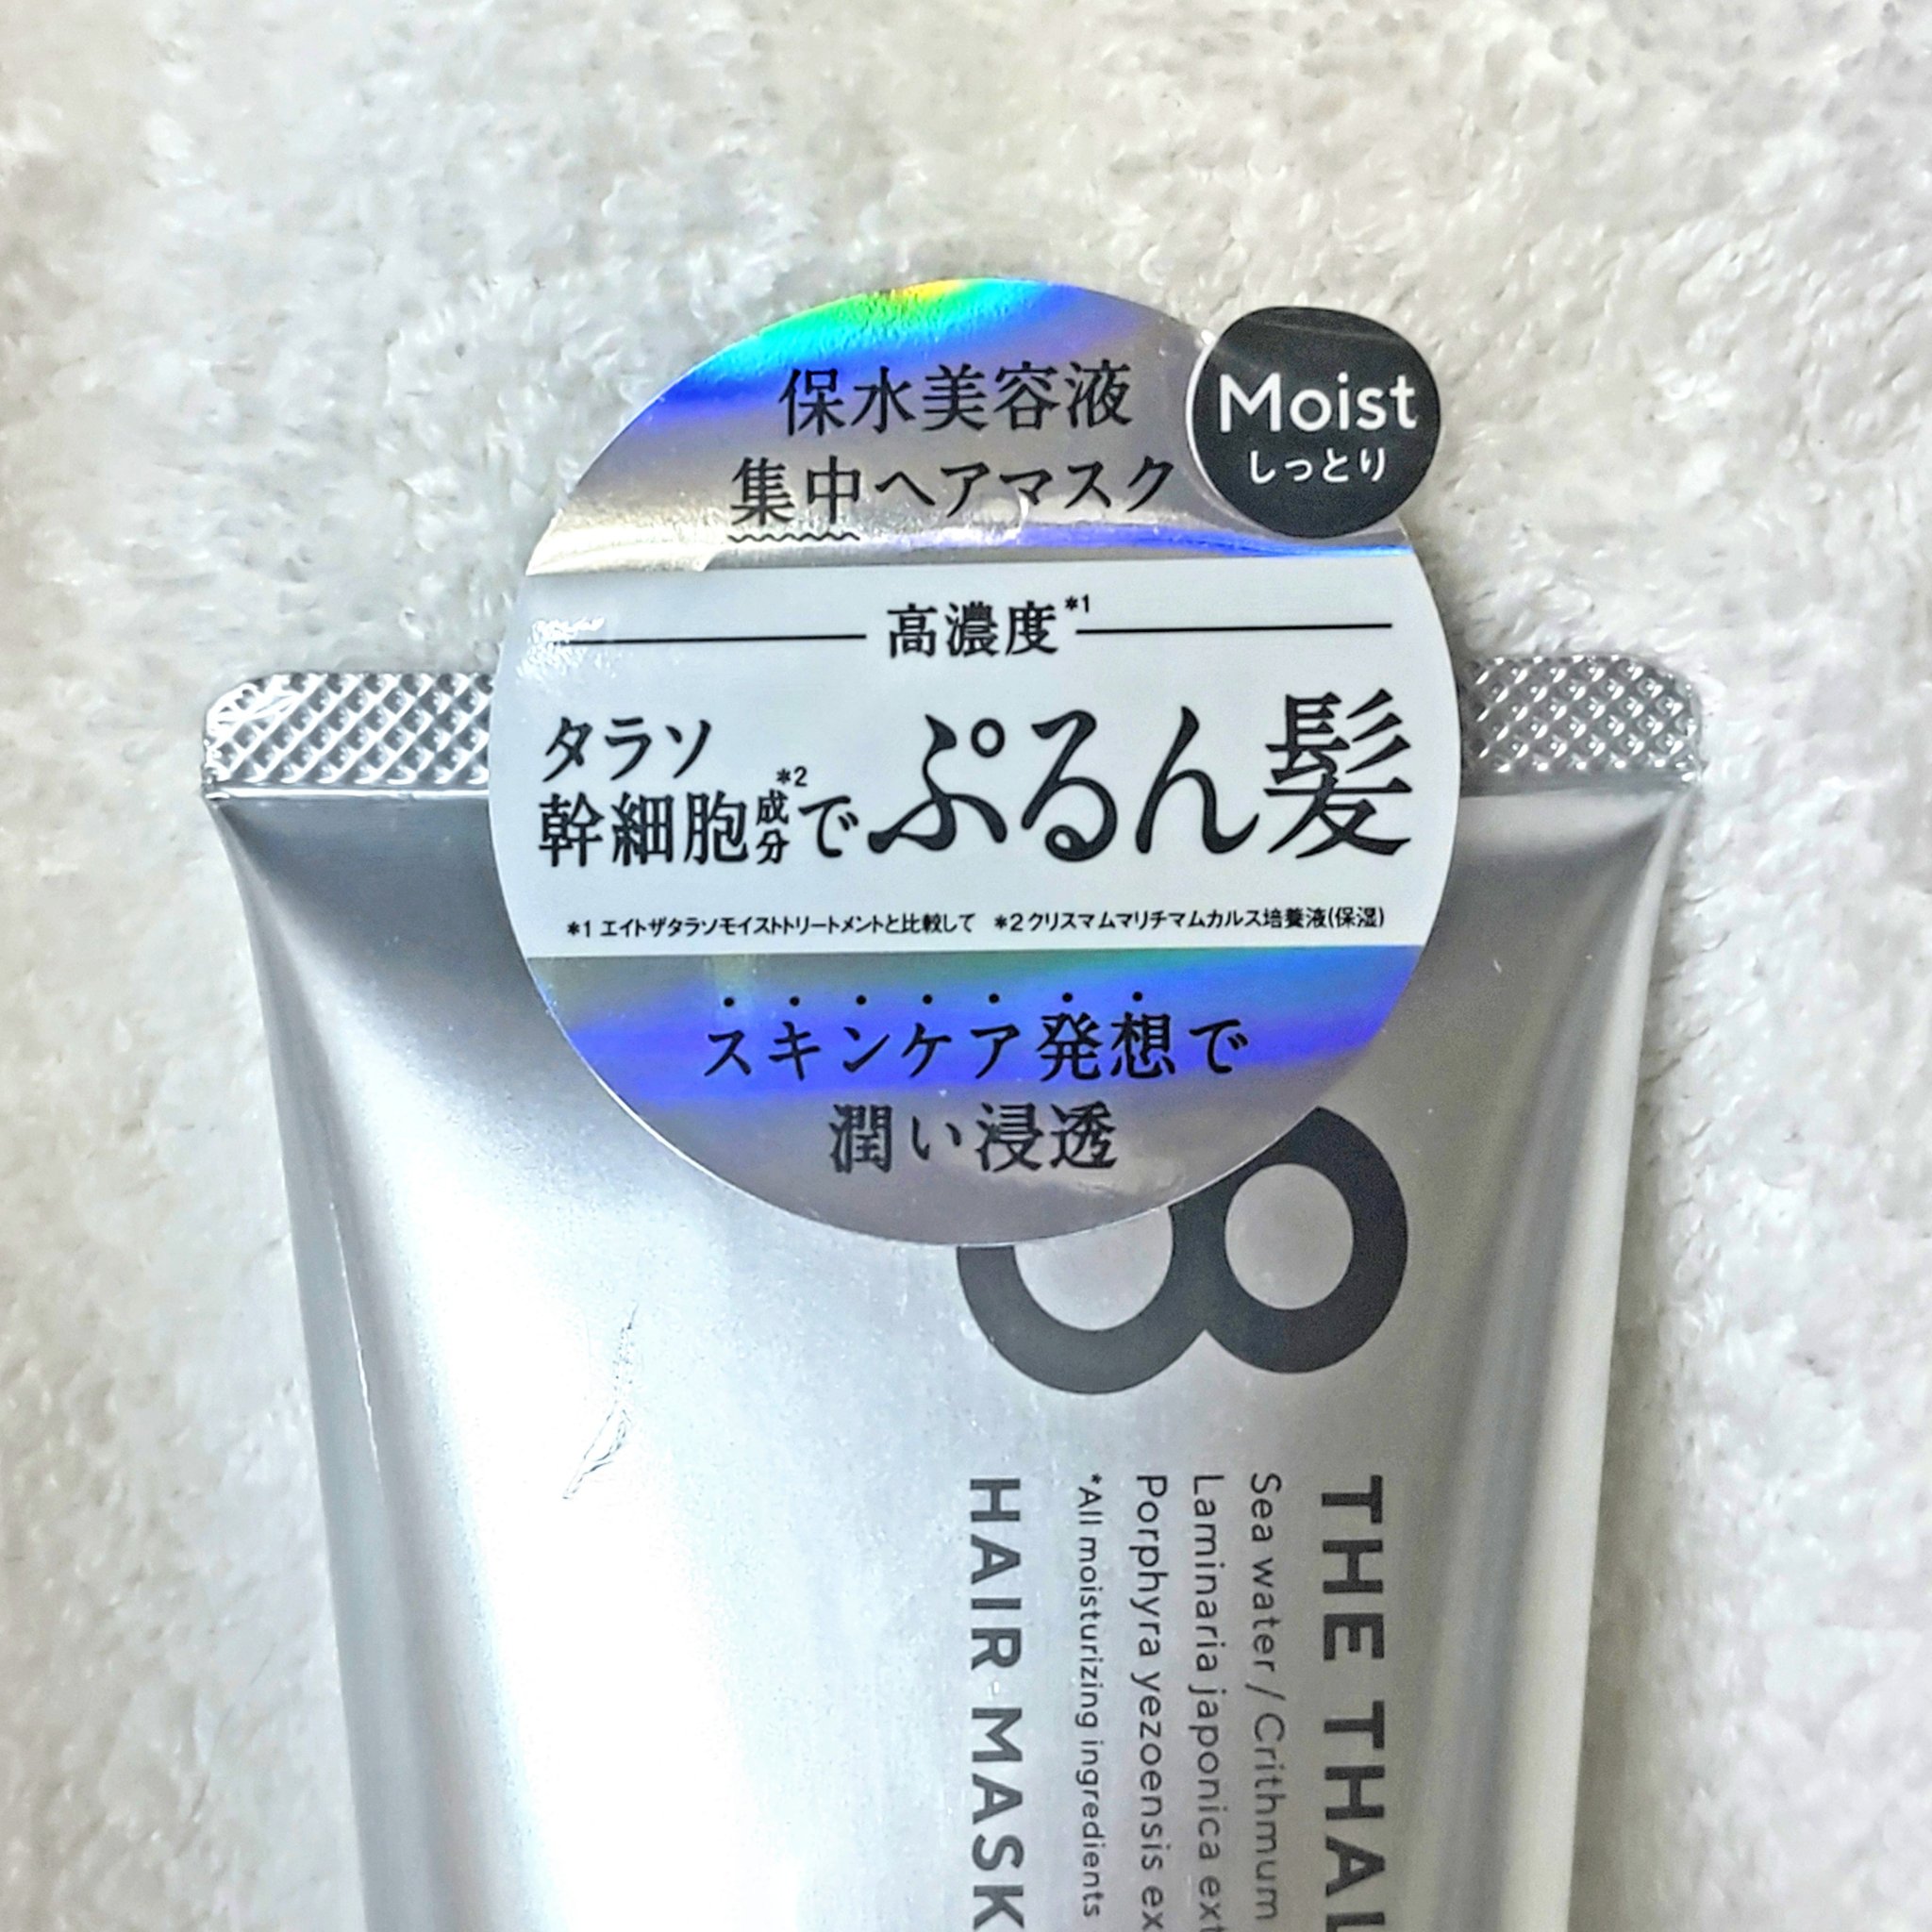 保水美容液
集中ヘアマスク
Moist
しっとり
高濃度*1
タラソ
幹細胞成分*2でぷるん髪
*1 エイトザタラソモイストトリートメントと比較して *2クリスマムマリチマムカルス培養液(保湿)
スキンケア発想で
潤い浸透
8
THE THAL
Sea water / Crithmum
Laminaria japonica ext
Porphyra yezoensis ex
*All moisturizing ingredients
HAIR MASK